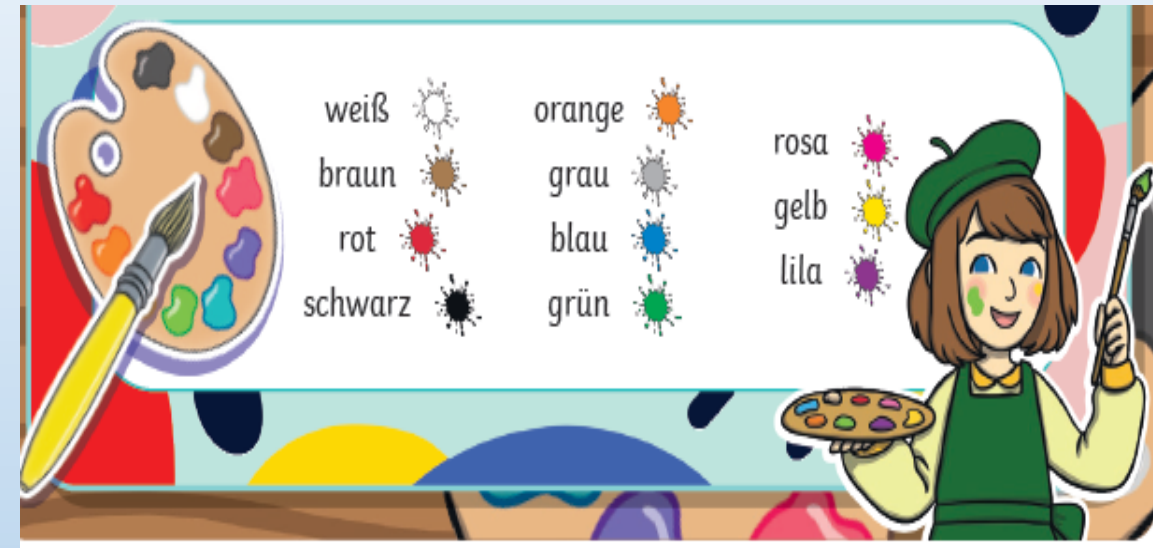 weiß
braun
rot
schwarz
orange
grau
blau
grün
rosa
gelb
lila